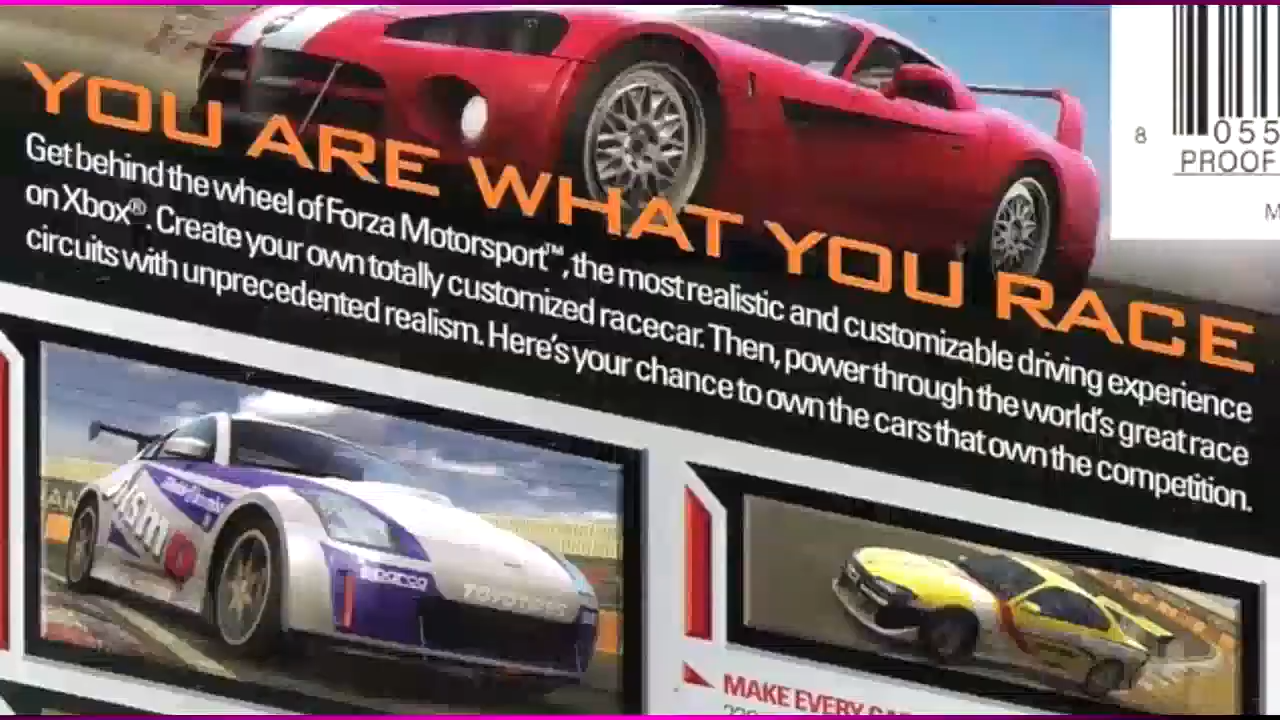 YOU ARE WHAT YOU RACE
Get behind the wheel of Forza Motorsport™, the most realistic and customizable driving experience
on Xbox®. Create your own totally customized racecar. Then, power through the world's great race
circuits with unprecedented realism. Here's your chance to own the cars that own the competition.
8 055
PROOF
M
nismo
sparco
MAKE EVERY